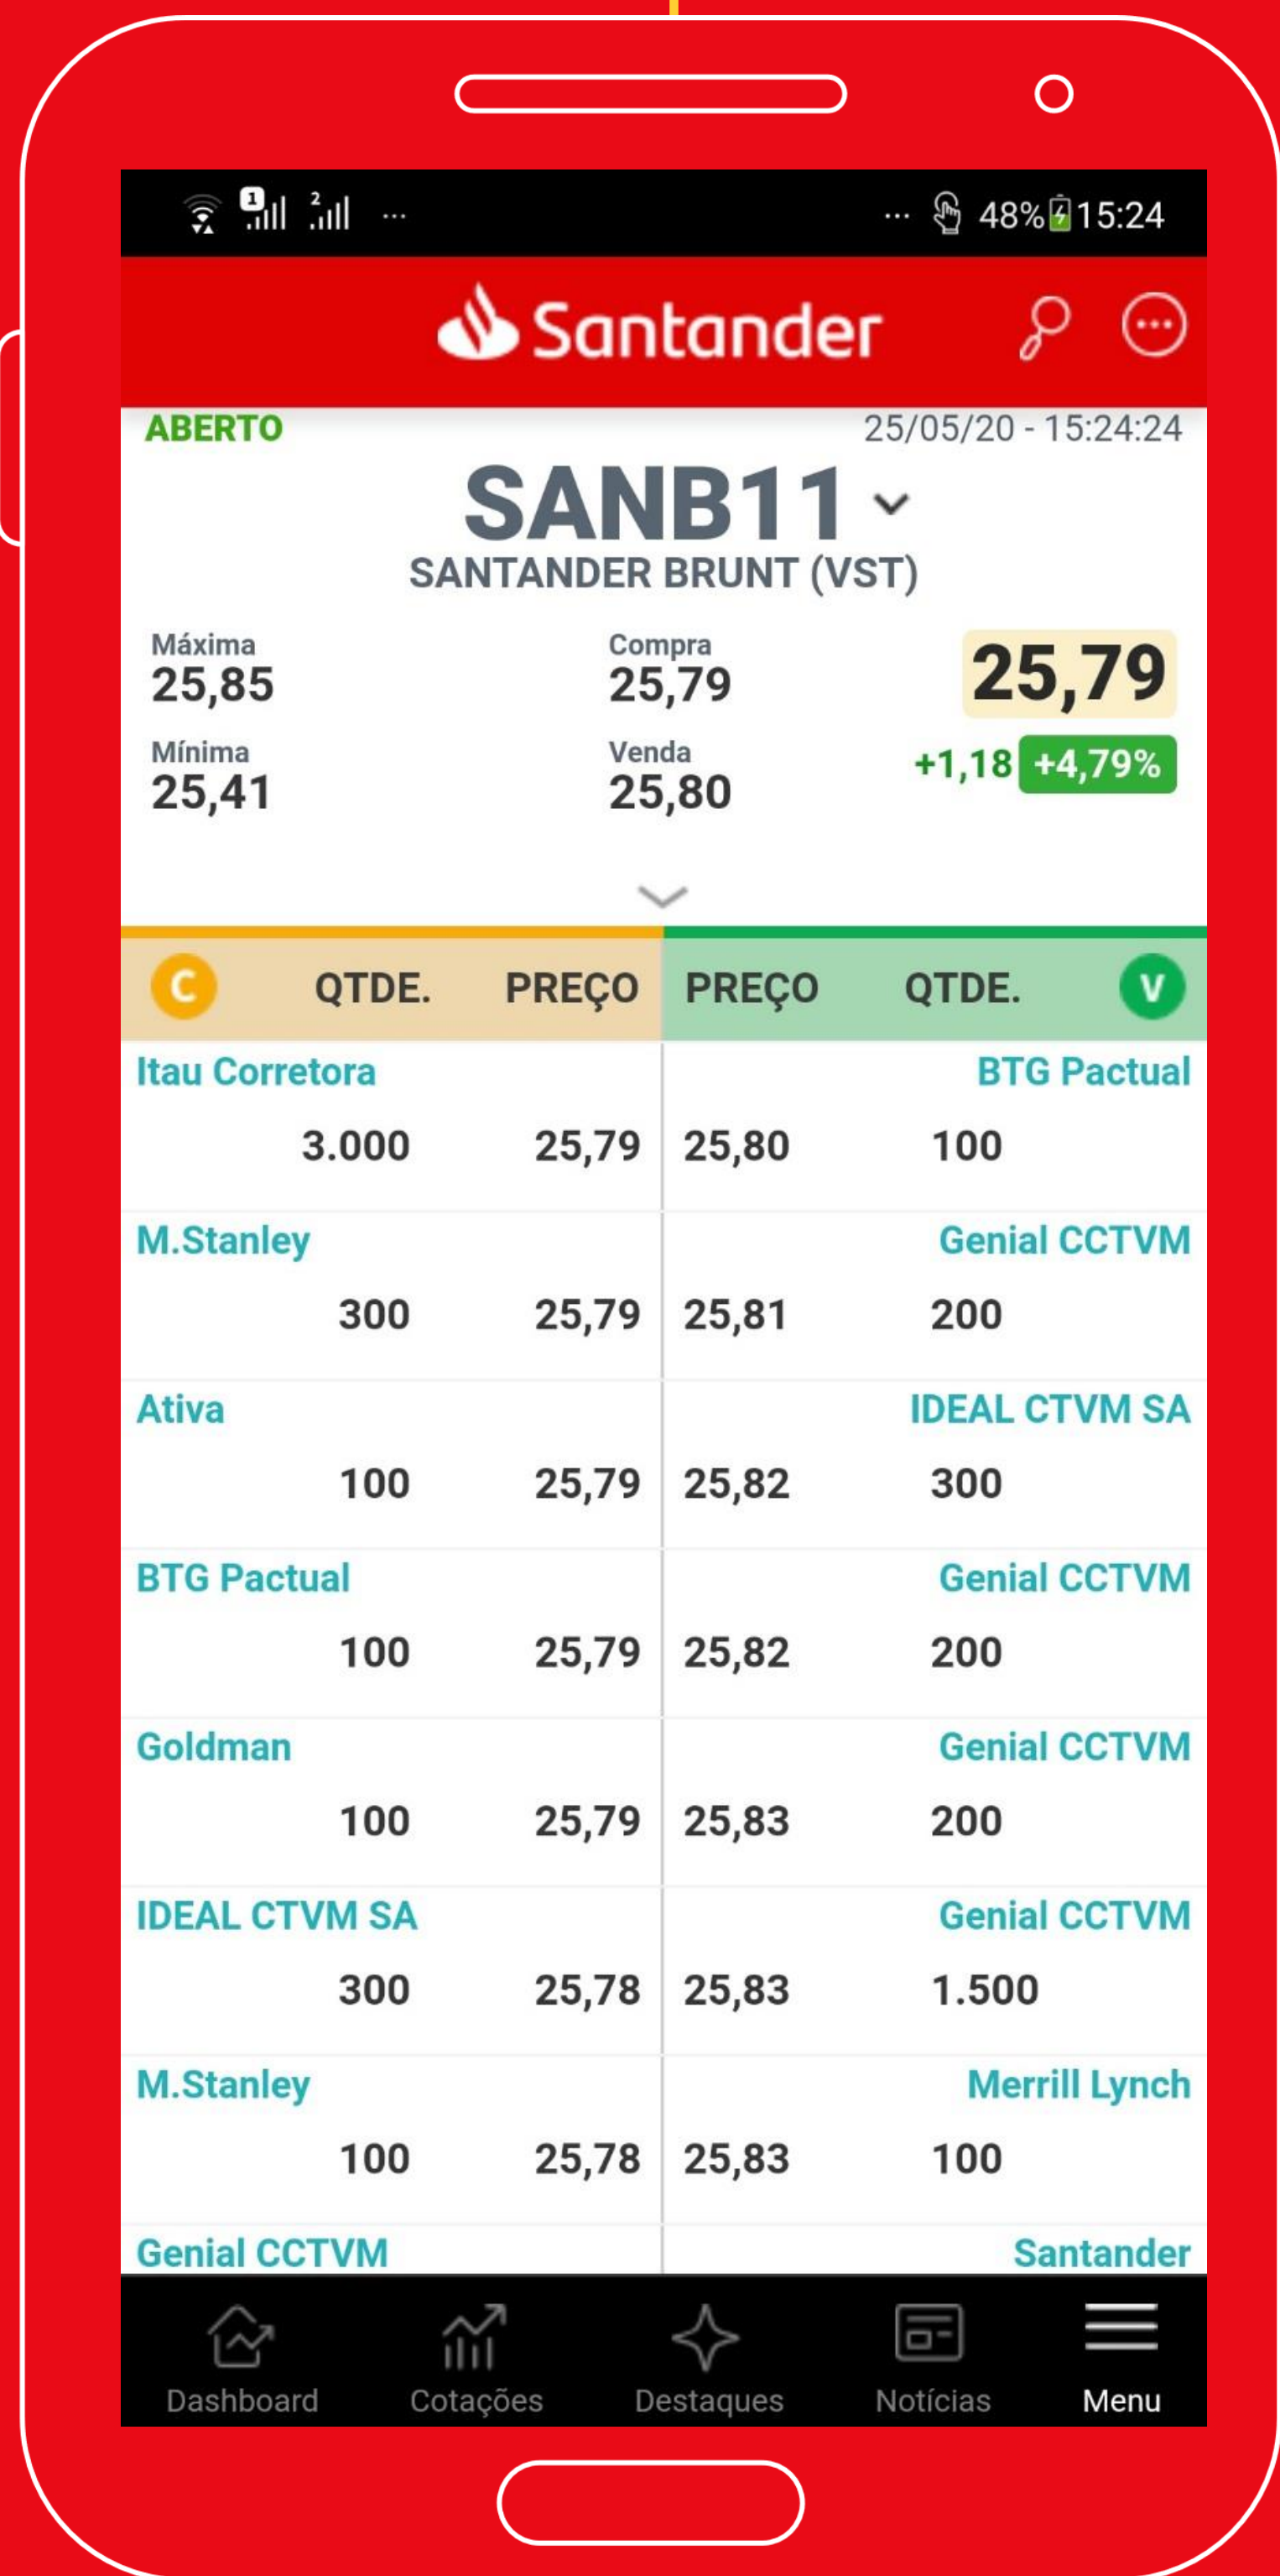 1 2 ... ... 48% 15:24
Santander
ABERTO 25/05/20 - 15:24:24
SANB11
SANTANDER BRUNT (VST)
Máxima Compra 25,79
25,85 25,79
Mínima Venda +1,18 +4,79%
25,41 25,80
C QTDE. PREÇO PREÇO QTDE. V
Itau Corretora BTG Pactual
3.000 25,79 25,80 100
M.Stanley Genial CCTVM
300 25,79 25,81 200
Ativa IDEAL CTVM SA
100 25,79 25,82 300
BTG Pactual Genial CCTVM
100 25,79 25,82 200
Goldman Genial CCTVM
100 25,79 25,83 200
IDEAL CTVM SA Genial CCTVM
300 25,78 25,83 1.500
M.Stanley Merrill Lynch
100 25,78 25,83 100
Genial CCTVM Santander
Dashboard Cotações Destaques Notícias Menu